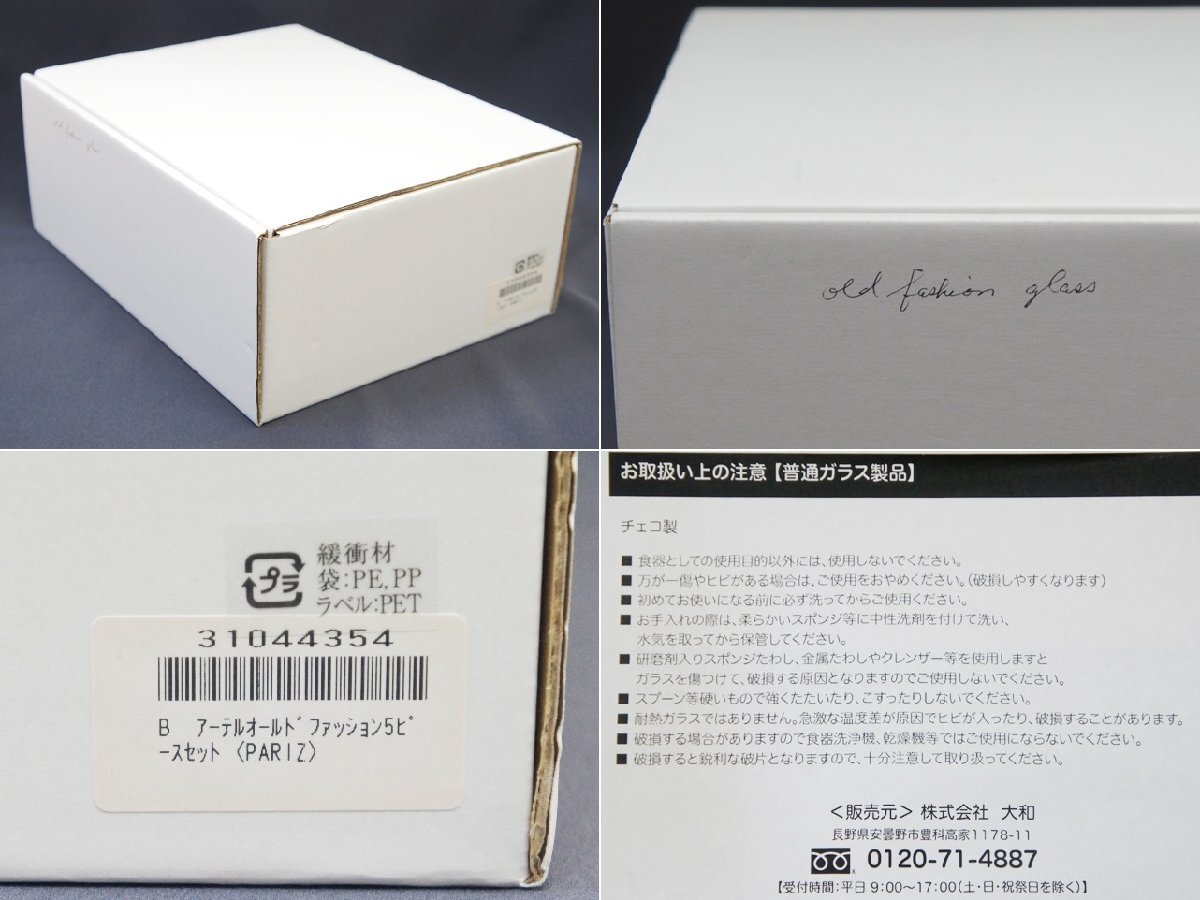 old fashion glass
緩衝材
プラ
袋:PE,PP
ラベル:PET
31044354
B アーテルオールドファッション5ピ
ースセット (PARIZ)
お取扱い上の注意【普通ガラス製品】
チェコ製
■ 食器としての使用目的以外には、使用しないでください。
■ 万が一傷やヒビがある場合は、ご使用をおやめください。(破損しやすくなります)
■ 初めてお使いになる前に必ず洗ってからご使用ください。
■ お手入れの際は、柔らかいスポンジ等に中性洗剤を付けて洗い、
水気を取ってから保管してください。
■ 研磨剤入りスポンジたわし、金属たわしやクレンザー等を使用しますと
ガラスを傷つけて、破損する原因となりますのでご使用しないでください。
■ スプーン等硬いもので強くたたいたり、こすったりしないでください。
■ 耐熱ガラスではありません。急激な温度差が原因でヒビが入ったり、破損することがあります。
■ 破損する場合がありますので食器洗浄機、乾燥機等ではご使用にならないでください。
■ 破損すると鋭利な破片となりますので、十分注意して取り扱ってください。
<販売元> 株式会社 大和
長野県安曇野市豊科高家1178-11
0120-71-4887
【受付時間:平日 9:00~17:00(土・日・祝祭日を除く)】